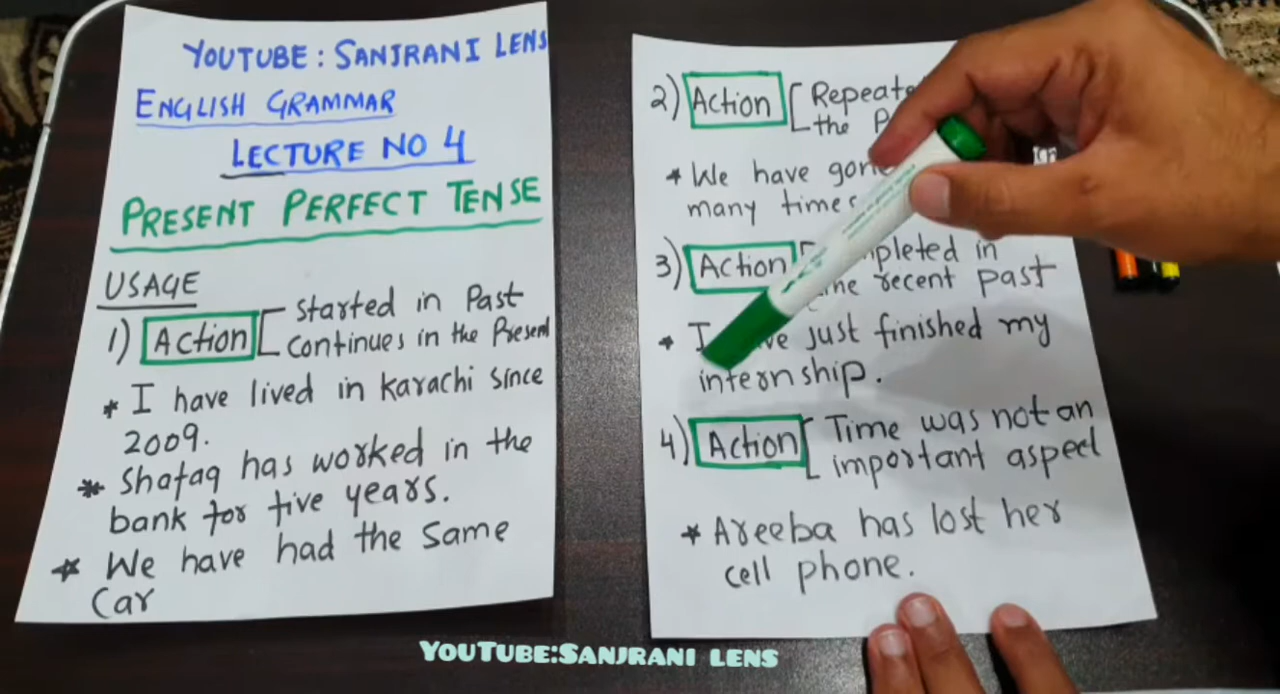 YOUTUBE: SANJRANI LENS
ENGLISH GRAMMAR
LECTURE NO 4
PRESENT PERFECT TENSE
USAGE
1) Action [ Started in Past
Continues in the Present
* I have lived in Karachi Since
2009.
* Shafaq has worked in the
bank for five years.
* We have had the Same
Car
2) Action [
the
* We have
many times
3) Action [
recent past
* I just finished my
internship.
4) Action [ Time was not an
important aspect
* Areeba has lost her
cell phone.
YOUTUBE:SANJRANI LENS